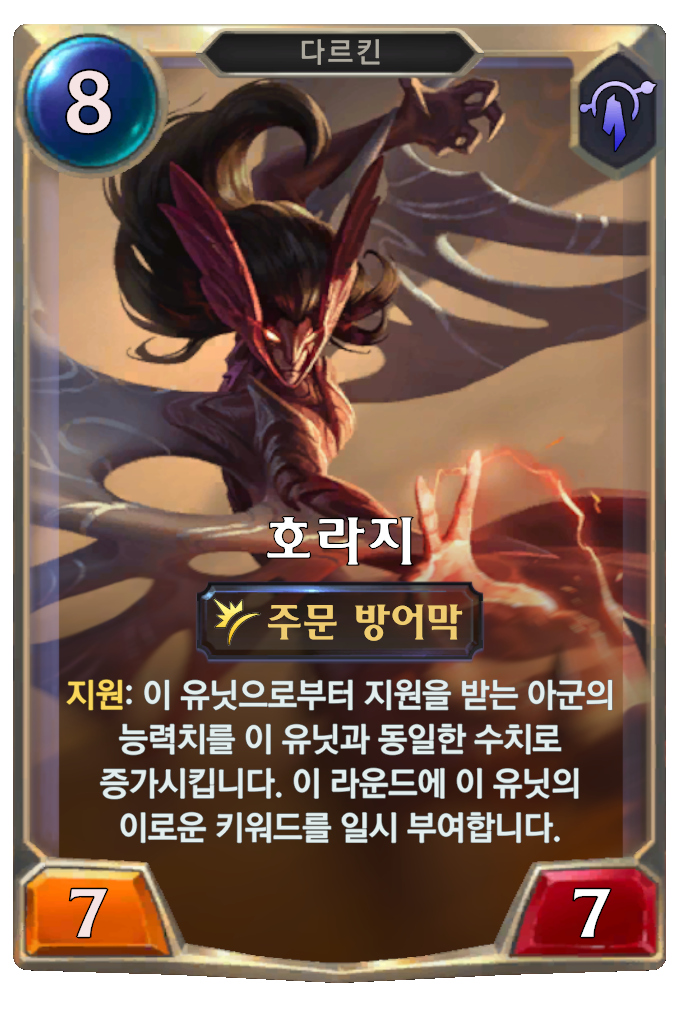 다르킨
8
호라지
주문 방어막
지원: 이 유닛으로부터 지원을 받는 아군의
능력치를 이 유닛과 동일한 수치로
증가시킵니다. 이 라운드에 이 유닛의
이로운 키워드를 일시 부여합니다.
7
7